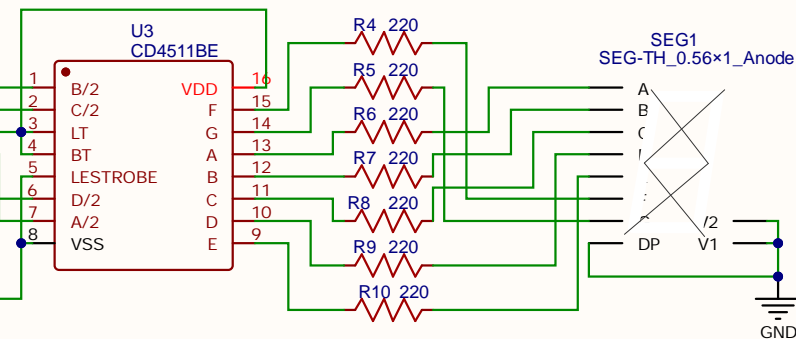 U3
CD4511BE
R4 220
R5 220
R6 220
R7 220
R8 220
R9 220
R10 220
SEG1
SEG-TH_0.56×1_Anode
1 B/2
2 C/2
3 LT
4 BT
5 LESTROBE
6 D/2
7 A/2
8 VSS
VDD 16
F 15
G 14
A 13
B 12
C 11
D 10
E 9
A
B
DP
/2
V1
GND